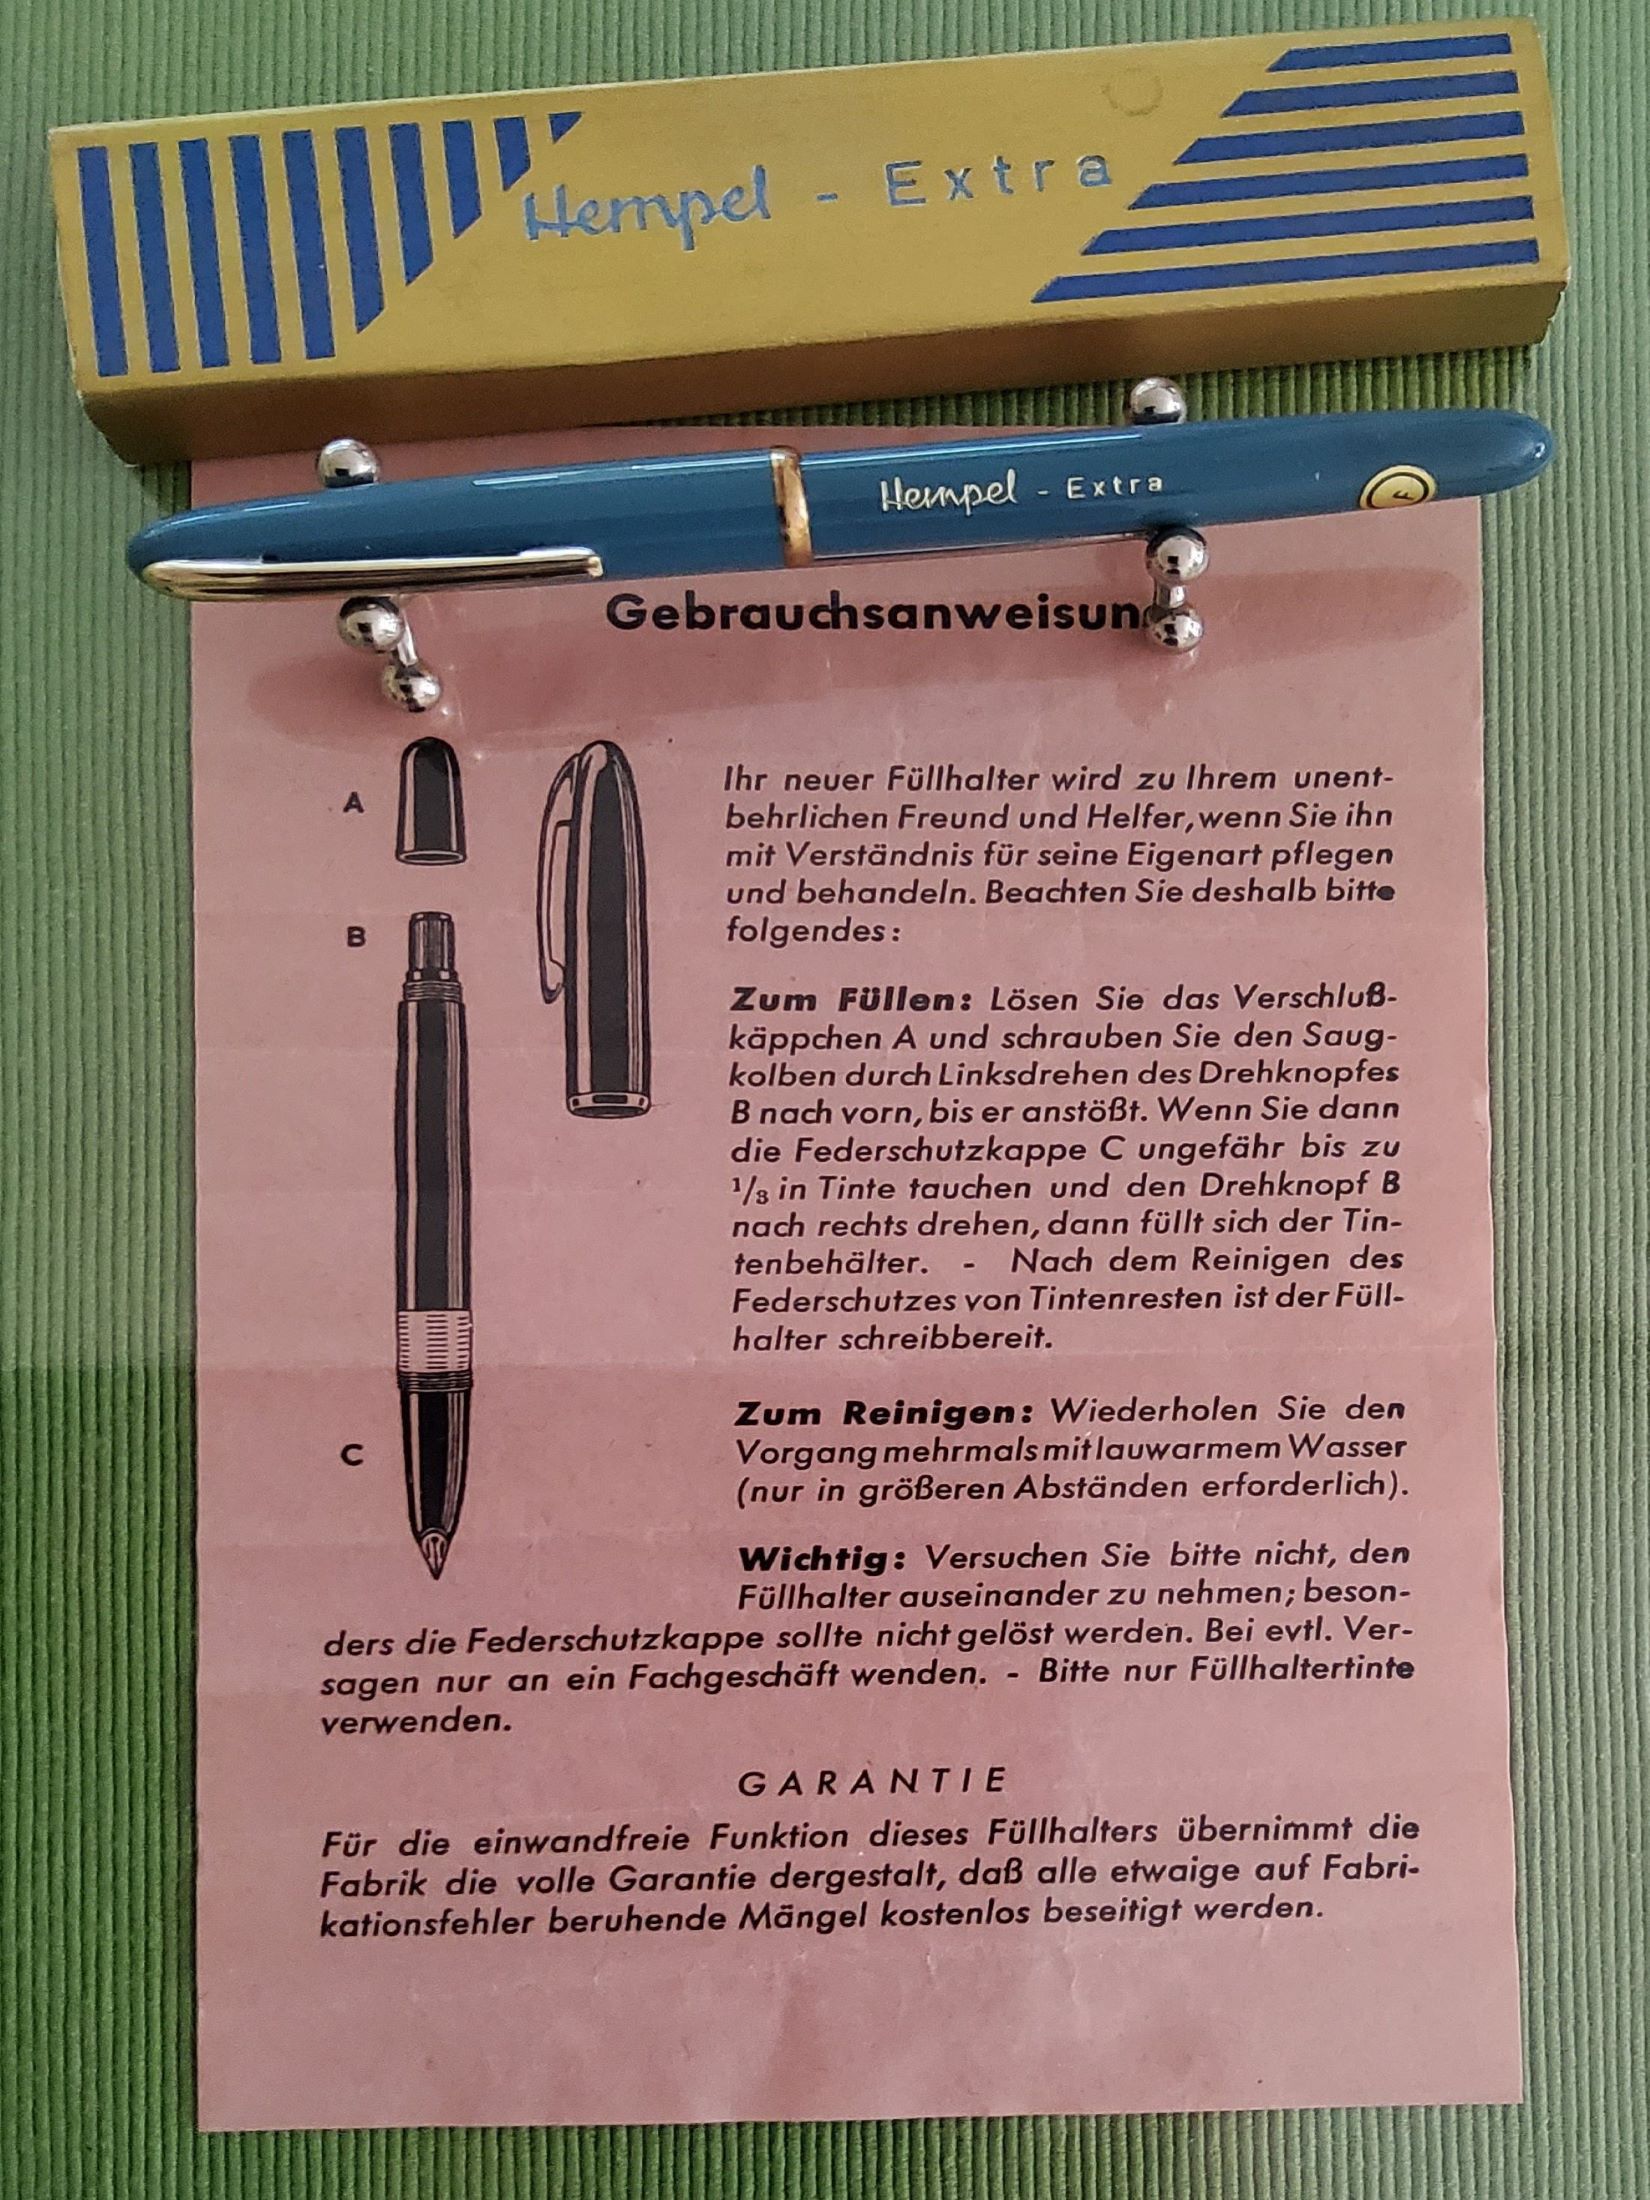 Hempel - Extra
Hempel - Extra
F
Gebrauchsanweisun
A
B
C
Ihr neuer Füllhalter wird zu Ihrem unent-
behrlichen Freund und Helfer, wenn Sie ihn
mit Verständnis für seine Eigenart pflegen
und behandeln. Beachten Sie deshalb bitte
folgendes:
Zum Füllen: Lösen Sie das Verschluß-
käppchen A und schrauben Sie den Saug-
kolben durch Linksdrehen des Drehknopfes
B nach vorn, bis er anstößt. Wenn Sie dann
die Federschutzkappe C ungefähr bis zu
1/3 in Tinte tauchen und den Drehknopf B
nach rechts drehen, dann füllt sich der Tin-
tenbehälter. - Nach dem Reinigen des
Federschutzes von Tintenresten ist der Füll-
halter schreibbereit.
Zum Reinigen: Wiederholen Sie den
Vorgang mehrmals mit lauwarmem Wasser
(nur in größeren Abständen erforderlich).
Wichtig: Versuchen Sie bitte nicht, den
Füllhalter auseinander zu nehmen; beson-
ders die Federschutzkappe sollte nicht gelöst werden. Bei evtl. Ver-
sagen nur an ein Fachgeschäft wenden. - Bitte nur Füllhaltertinte
verwenden.
GARANTIE
Für die einwandfreie Funktion dieses Füllhalters übernimmt die
Fabrik die volle Garantie dergestalt, daß alle etwaige auf Fabri-
kationsfehler beruhende Mängel kostenlos beseitigt werden.